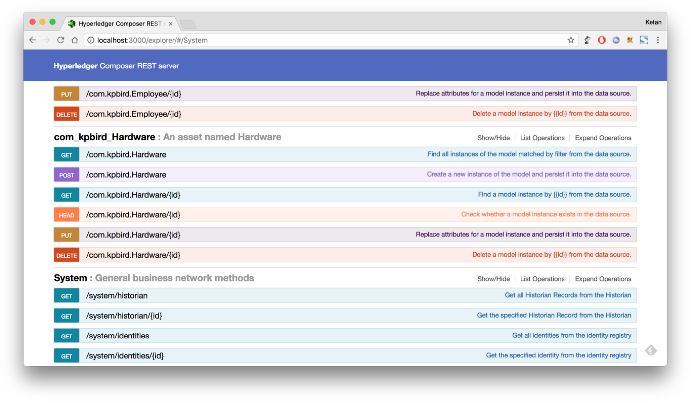 Hyperledger Composer REST s
Ketan
localhost:3000/explorer/#/System
Hyperledger Composer REST server
PUT /com.kpbird.Employee/{id} Replace attributes for a model instance and persist it into the data source.
DELETE /com.kpbird.Employee/{id} Delete a model instance by {{id}} from the data source.
com_kpbird_Hardware : An asset named Hardware Show/Hide List Operations Expand Operations
GET /com.kpbird.Hardware Find all instances of the model matched by filter from the data source.
POST /com.kpbird.Hardware Create a new instance of the model and persist it into the data source.
GET /com.kpbird.Hardware/{id} Find a model instance by {{id}} from the data source.
HEAD /com.kpbird.Hardware/{id} Check whether a model instance exists in the data source.
PUT /com.kpbird.Hardware/{id} Replace attributes for a model instance and persist it into the data source.
DELETE /com.kpbird.Hardware/{id} Delete a model instance by {{id}} from the data source.
System : General business network methods Show/Hide List Operations Expand Operations
GET /system/historian Get all Historian Records from the Historian
GET /system/historian/{id} Get the specified Historian Record from the Historian
GET /system/identities Get all identities from the identity registry
GET /system/identities/{id} Get the specified identity from the identity registry